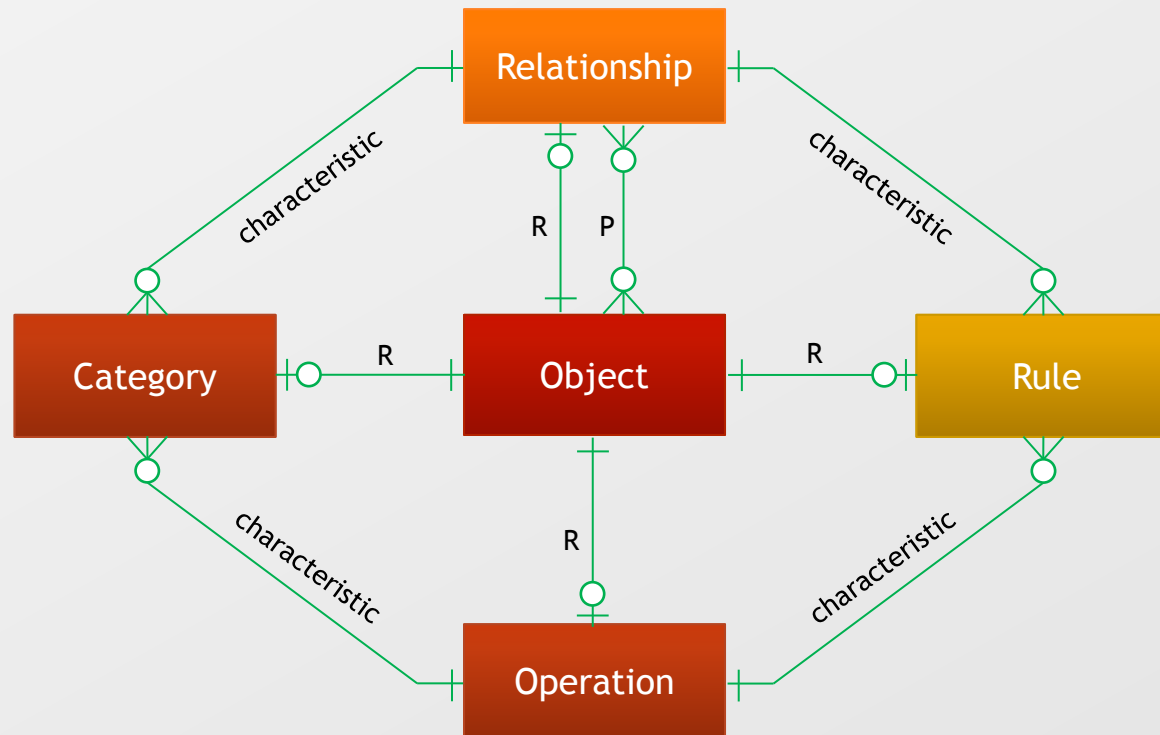 Relationship
characteristic
characteristic
R
P
Category
R
Object
R
Rule
characteristic
R
characteristic
Operation